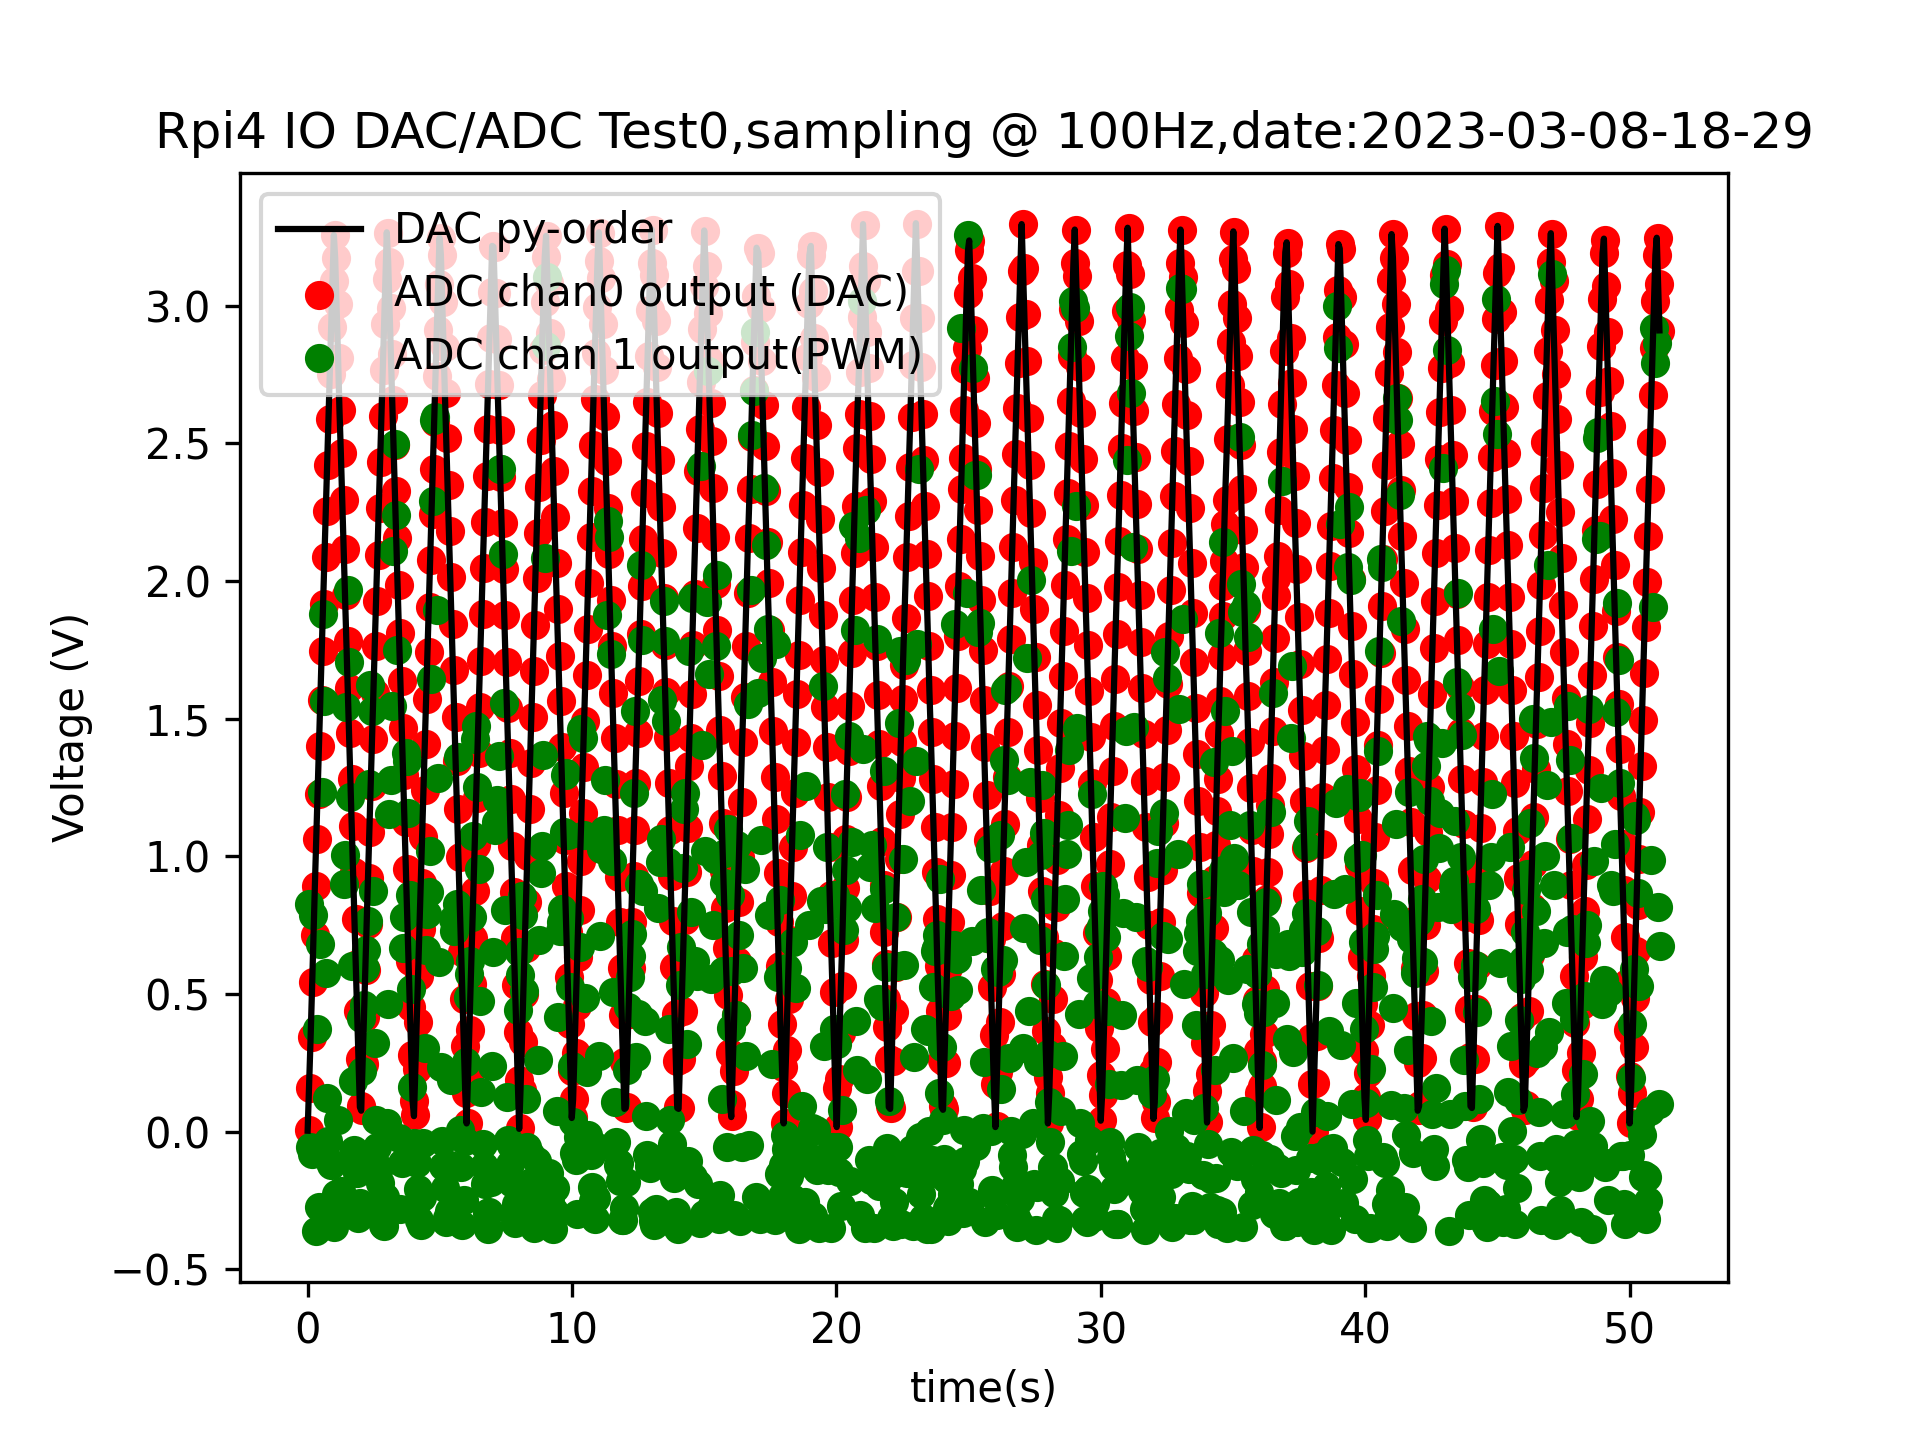 Rpi4 IO DAC/ADC Test0,sampling @ 100Hz,date:2023-03-08-18-29
DAC py-order
ADC chan0 output (DAC)
ADC chan 1 output(PWM)
Voltage (V)
3.0
2.5
2.0
1.5
1.0
0.5
0.0
−0.5
0 10 20 30 40 50
time(s)